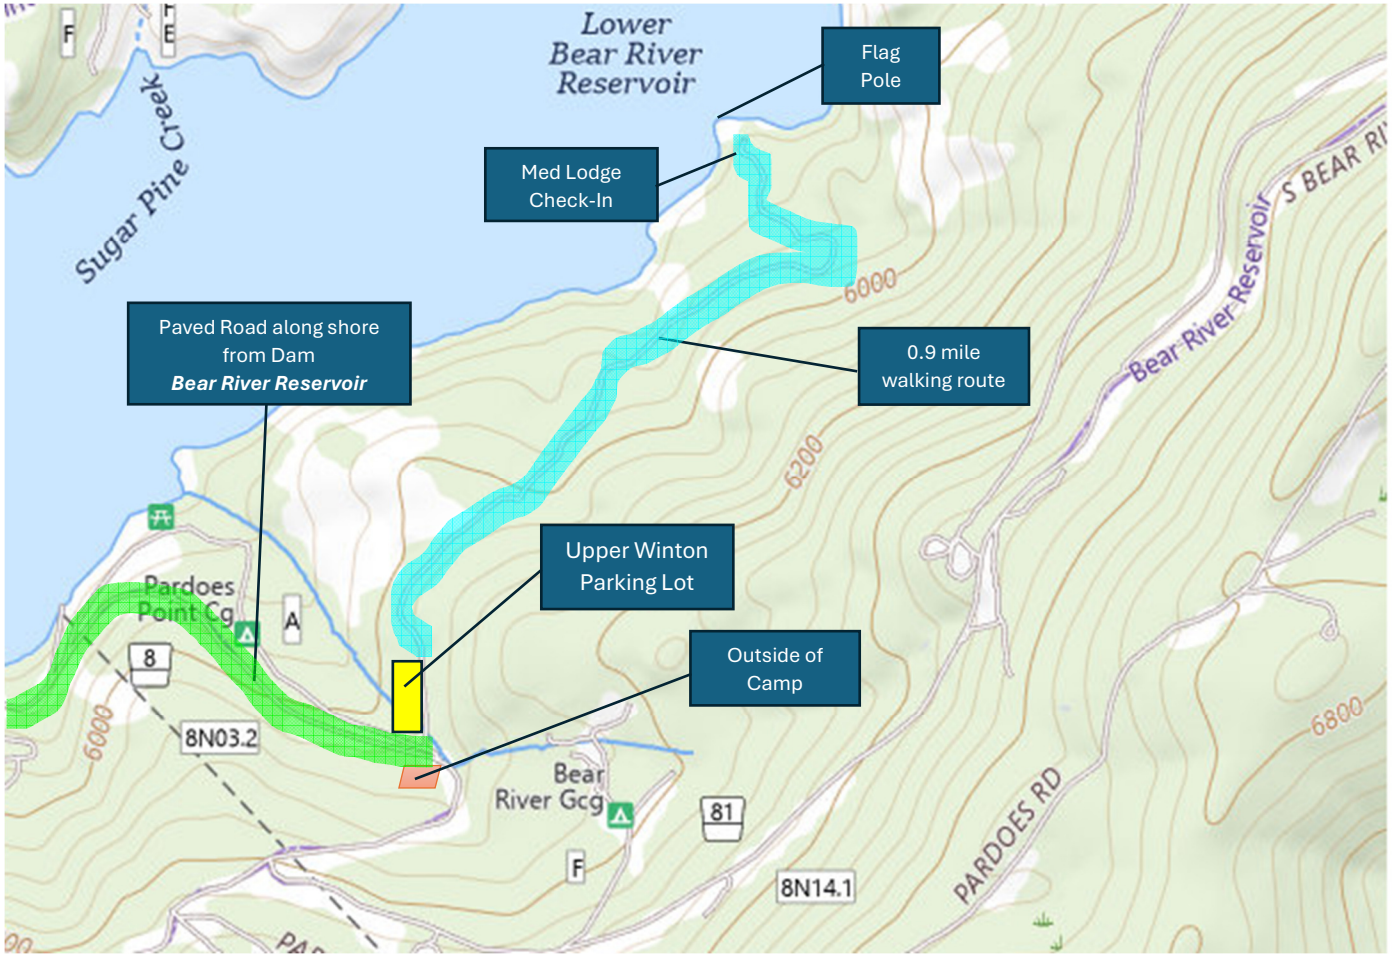 F
E
Lower
Bear River
Reservoir
Flag
Pole
Sugar Pine Creek
Med Lodge
Check-In
S BEAR RI
6000
Bear River Reservoir
Paved Road along shore
from Dam
Bear River Reservoir
0.9 mile
walking route
6200
Upper Winton
Parking Lot
Pardoes
Point Cg
A
8
Outside of
Camp
6000
8N03.2
6800
Bear
River Gcg
81
F
8N14.1
PARDOES RD
00
PAR